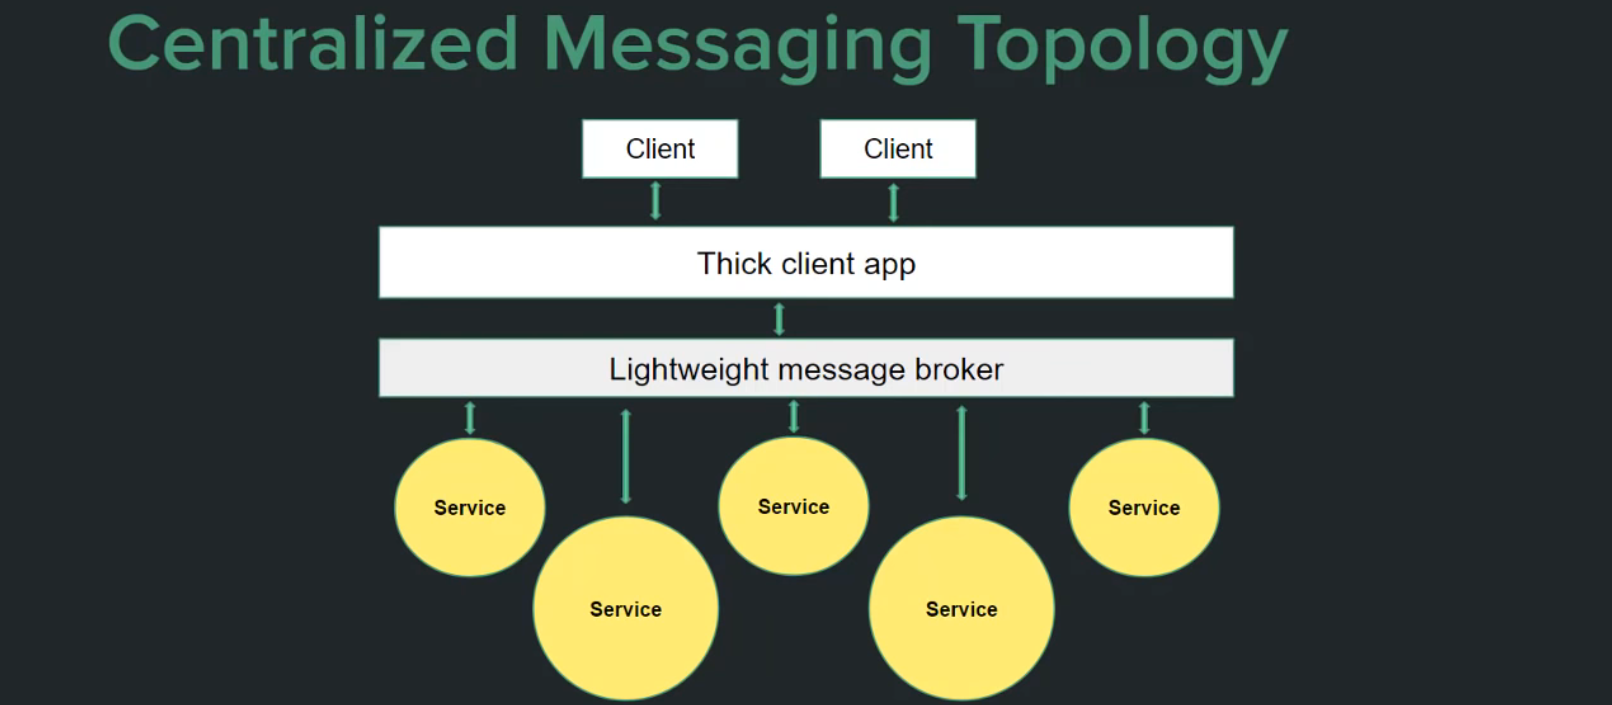 Centralized Messaging Topology
Client
Client
Thick client app
Lightweight message broker
Service
Service
Service
Service
Service